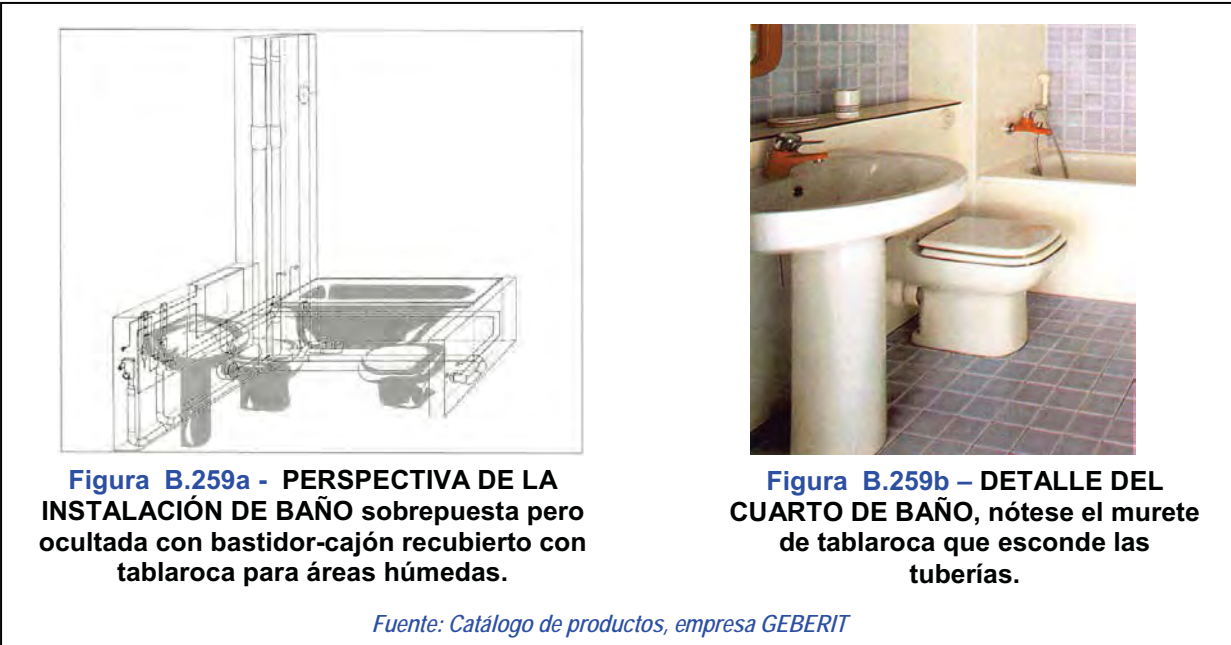 Figura B.259a - PERSPECTIVA DE LA
INSTALACIÓN DE BAÑO sobrepuesta pero
ocultada con bastidor-cajón recubierto con
tablaroca para áreas húmedas.
Figura B.259b – DETALLE DEL
CUARTO DE BAÑO, nótese el murete
de tablaroca que esconde las
tuberías.
Fuente: Catálogo de productos, empresa GEBERIT